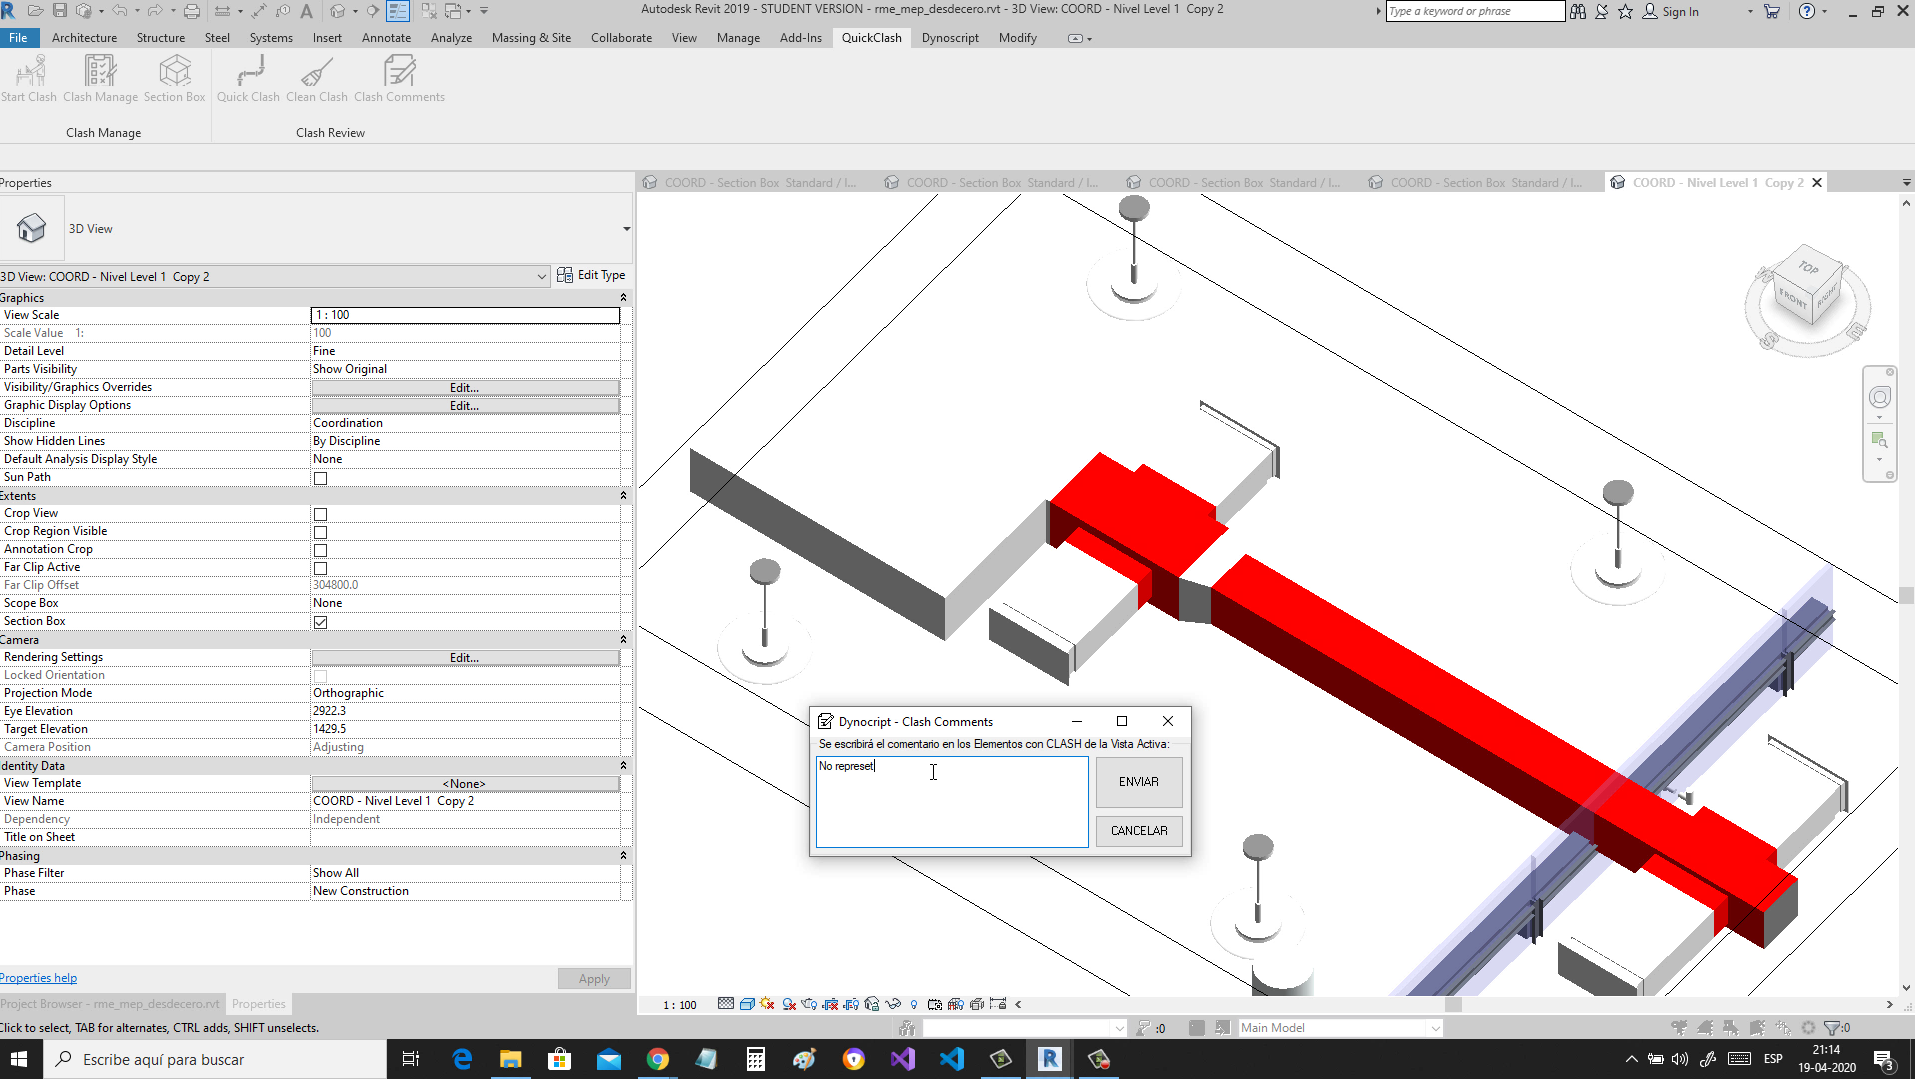 Autodesk Revit 2019 - STUDENT VERSION - rme_mep_desdecero.rvt - 3D View: COORD - Nivel Level 1 Copy 2
Type a keyword or phrase
Sign In
File Architecture Structure Steel Systems Insert Annotate Analyze Massing & Site Collaborate View Manage Add-Ins QuickClash Dynoscript Modify
Start Clash Clash Manage Section Box Quick Clash Clean Clash Clash Comments
Clash Manage Clash Review
Properties
COORD - Section Box Standard / I...
COORD - Section Box Standard / I...
COORD - Section Box Standard / I...
COORD - Section Box Standard / I...
COORD - Nivel Level 1 Copy 2
3D View
3D View: COORD - Nivel Level 1 Copy 2 Edit Type
Graphics
View Scale 1 : 100
Scale Value 1: 100
Detail Level Fine
Parts Visibility Show Original
Visibility/Graphics Overrides Edit...
Graphic Display Options Edit...
Discipline Coordination
Show Hidden Lines By Discipline
Default Analysis Display Style None
Sun Path
Extents
Crop View
Crop Region Visible
Annotation Crop
Far Clip Active
Far Clip Offset 304800.0
Scope Box None
Section Box
Camera
Rendering Settings Edit...
Locked Orientation
Projection Mode Orthographic
Eye Elevation 2922.3
Target Elevation 1429.5
Camera Position Adjusting
Identity Data
View Template <None>
View Name COORD - Nivel Level 1 Copy 2
Dependency Independent
Title on Sheet
Phasing
Phase Filter Show All
Phase New Construction
Properties help Apply
Project Browser - rme_mep_desdecero.rvt Properties
TOP
FRONT
RIGHT
W
S
E
Dynocript - Clash Comments
Se escribirá el comentario en los Elementos con CLASH de la Vista Activa:
No represet
ENVIAR
CANCELAR
1 : 100
Click to select, TAB for alternates, CTRL adds, SHIFT unselects.
:0
Main Model
:0
Escribe aquí para buscar
ESP
21:14
19-04-2020
3